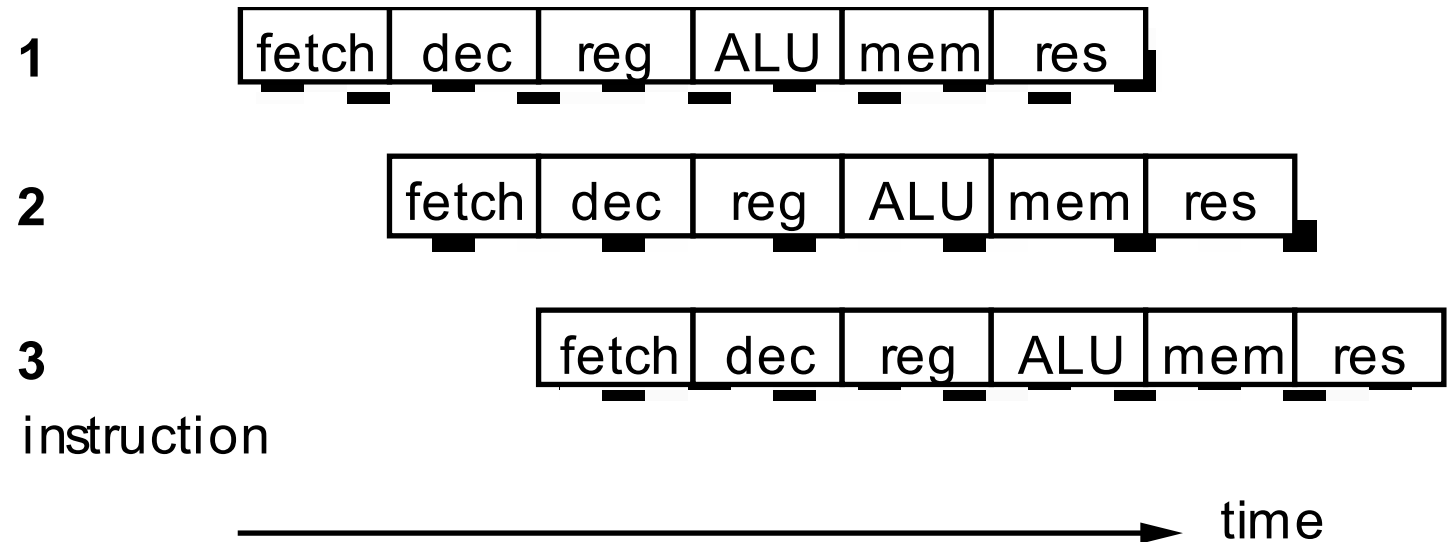 1 fetch dec reg ALU mem res
2 fetch dec reg ALU mem res
3 fetch dec reg ALU mem res
instruction
time